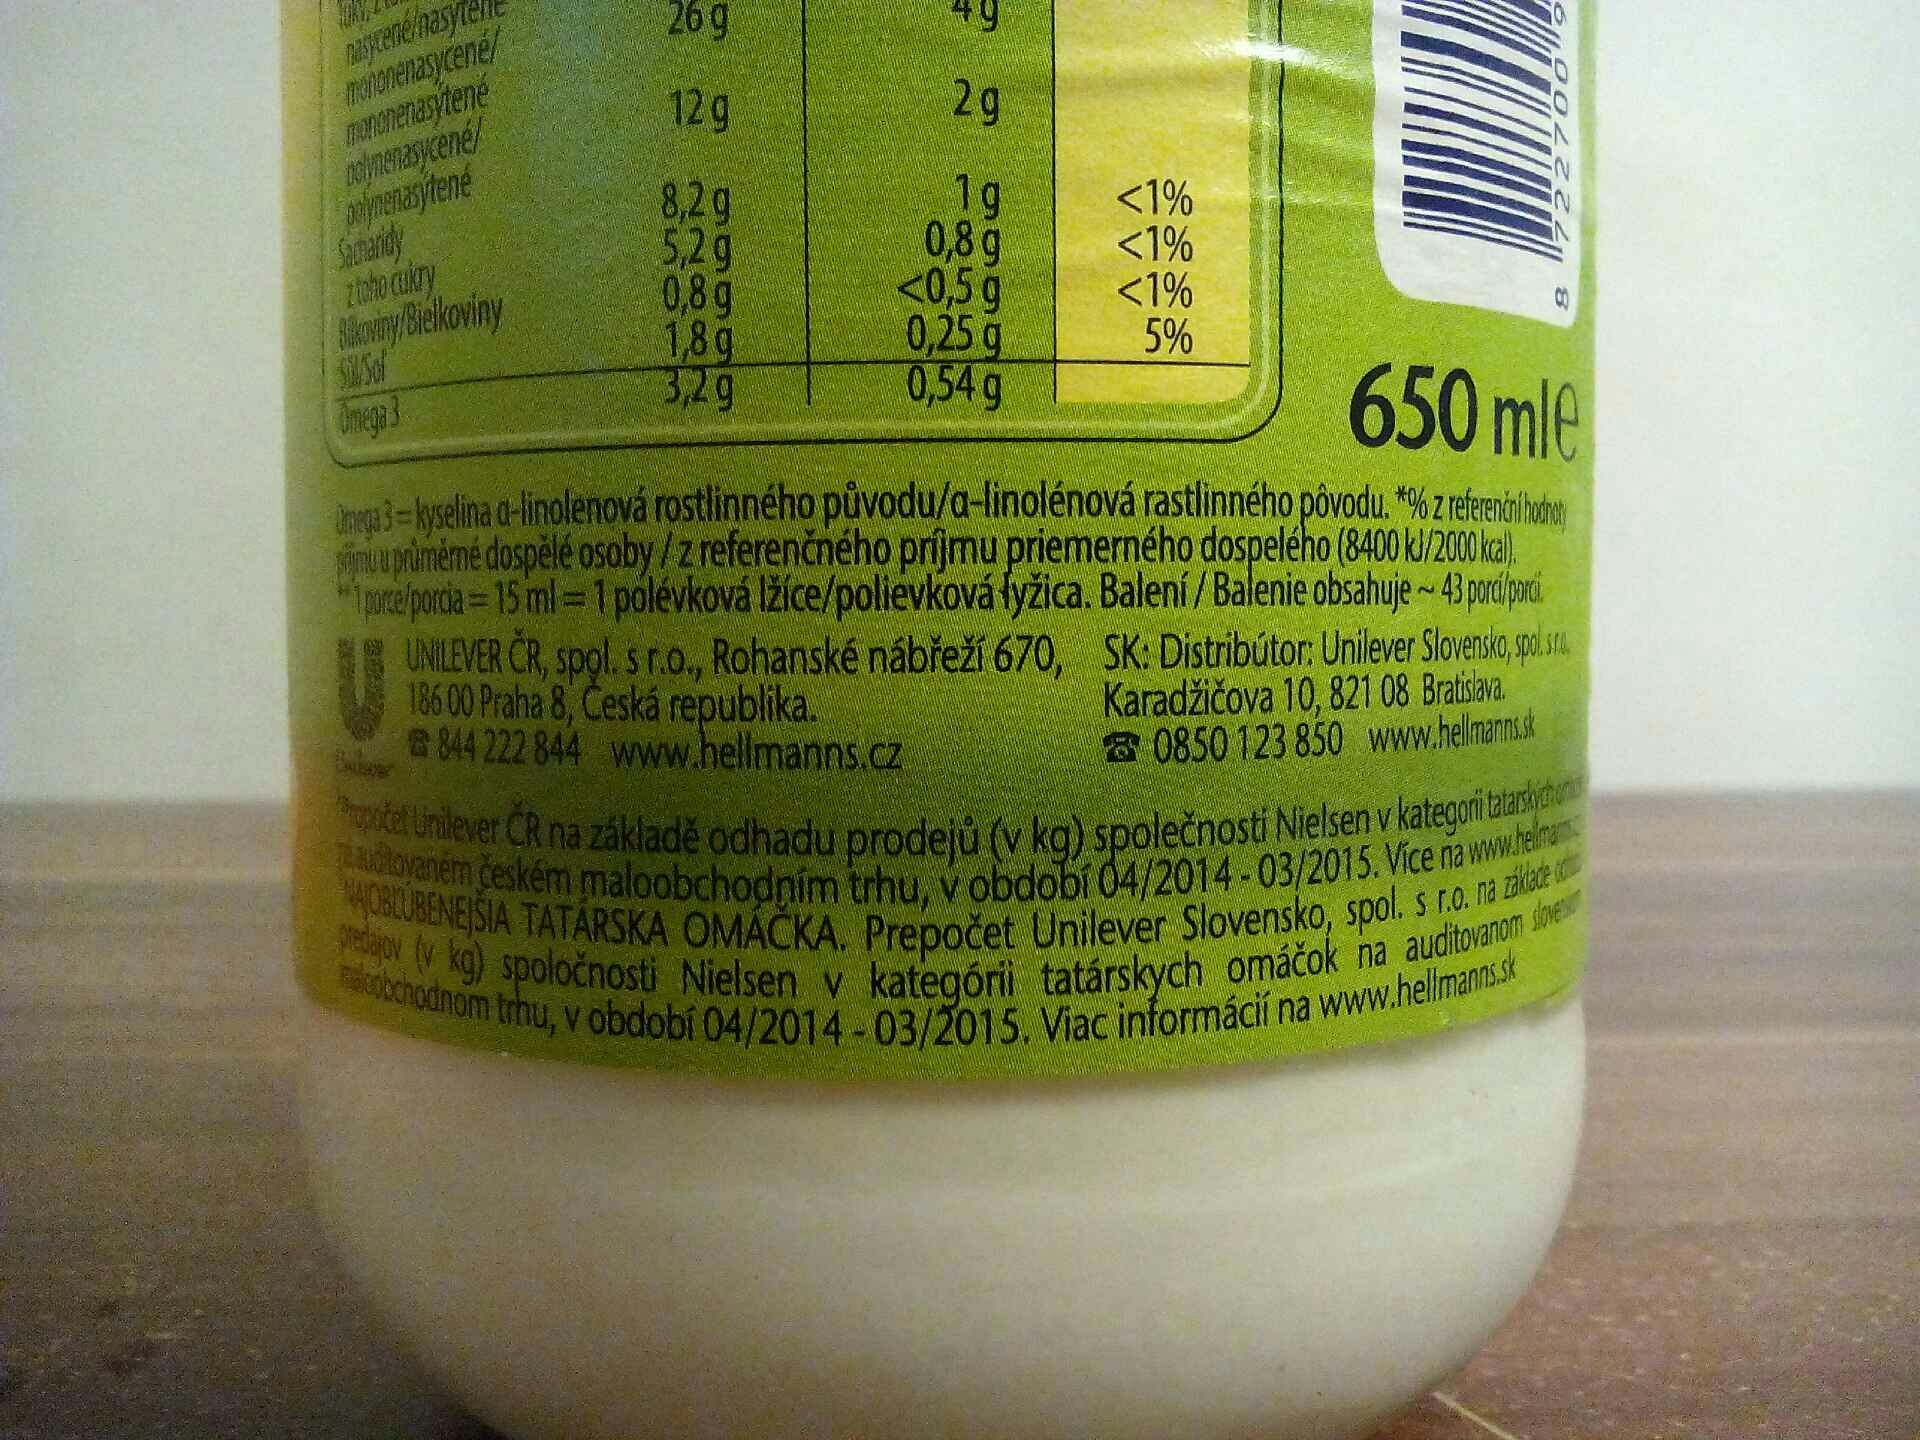 nasycené/nasytené 26 g 4 g
mononenasycené/
mononenasýtené 12 g 2 g
polynenasycené/
polynenasýtené 8,2 g 1 g <1%
Sacharidy 5,2 g 0,8 g <1%
z toho cukry 0,8 g <0,5 g <1%
Bílkoviny/Bielkoviny 1,8 g 0,25 g 5%
Sůl/Soľ 3,2 g 0,54 g
Omega 3
8 722700
650 ml e
Omega 3 = kyselina α-linolenová rostlinného původu/α-linolénová rastlinného pôvodu. *% z referenční hodnoty
příjmu u průměrné dospělé osoby / z referenčného príjmu priemerného dospelého (8400 kJ/2000 kcal).
** 1 porce/porcia = 15 ml = 1 polévková lžíce/polievková lyžica. Balení / Balenie obsahuje ~ 43 porcí/porcií.
UNILEVER ČR, spol. s r.o., Rohanské nábřeží 670,
186 00 Praha 8, Česká republika.
844 222 844 www.hellmanns.cz
Unilever
SK: Distribútor: Unilever Slovensko, spol. s r.o.
Karadžičova 10, 821 08 Bratislava.
0850 123 850 www.hellmanns.sk
*Propočet Unilever ČR na základě odhadu prodejů (v kg) společnosti Nielsen v kategorii tatarských
na auditovaném českém maloobchodním trhu, v období 04/2014 - 03/2015. Více na
NAJOBĽÚBENEJŠIA TATÁRSKA OMÁČKA. Prepočet Unilever Slovensko, spol. s r.o. na základe
predajov (v kg) spoločnosti Nielsen v kategórii tatárskych omáčok na auditovanom
maloobchodnom trhu, v období 04/2014 - 03/2015. Viac informácií na www.hellmanns.sk